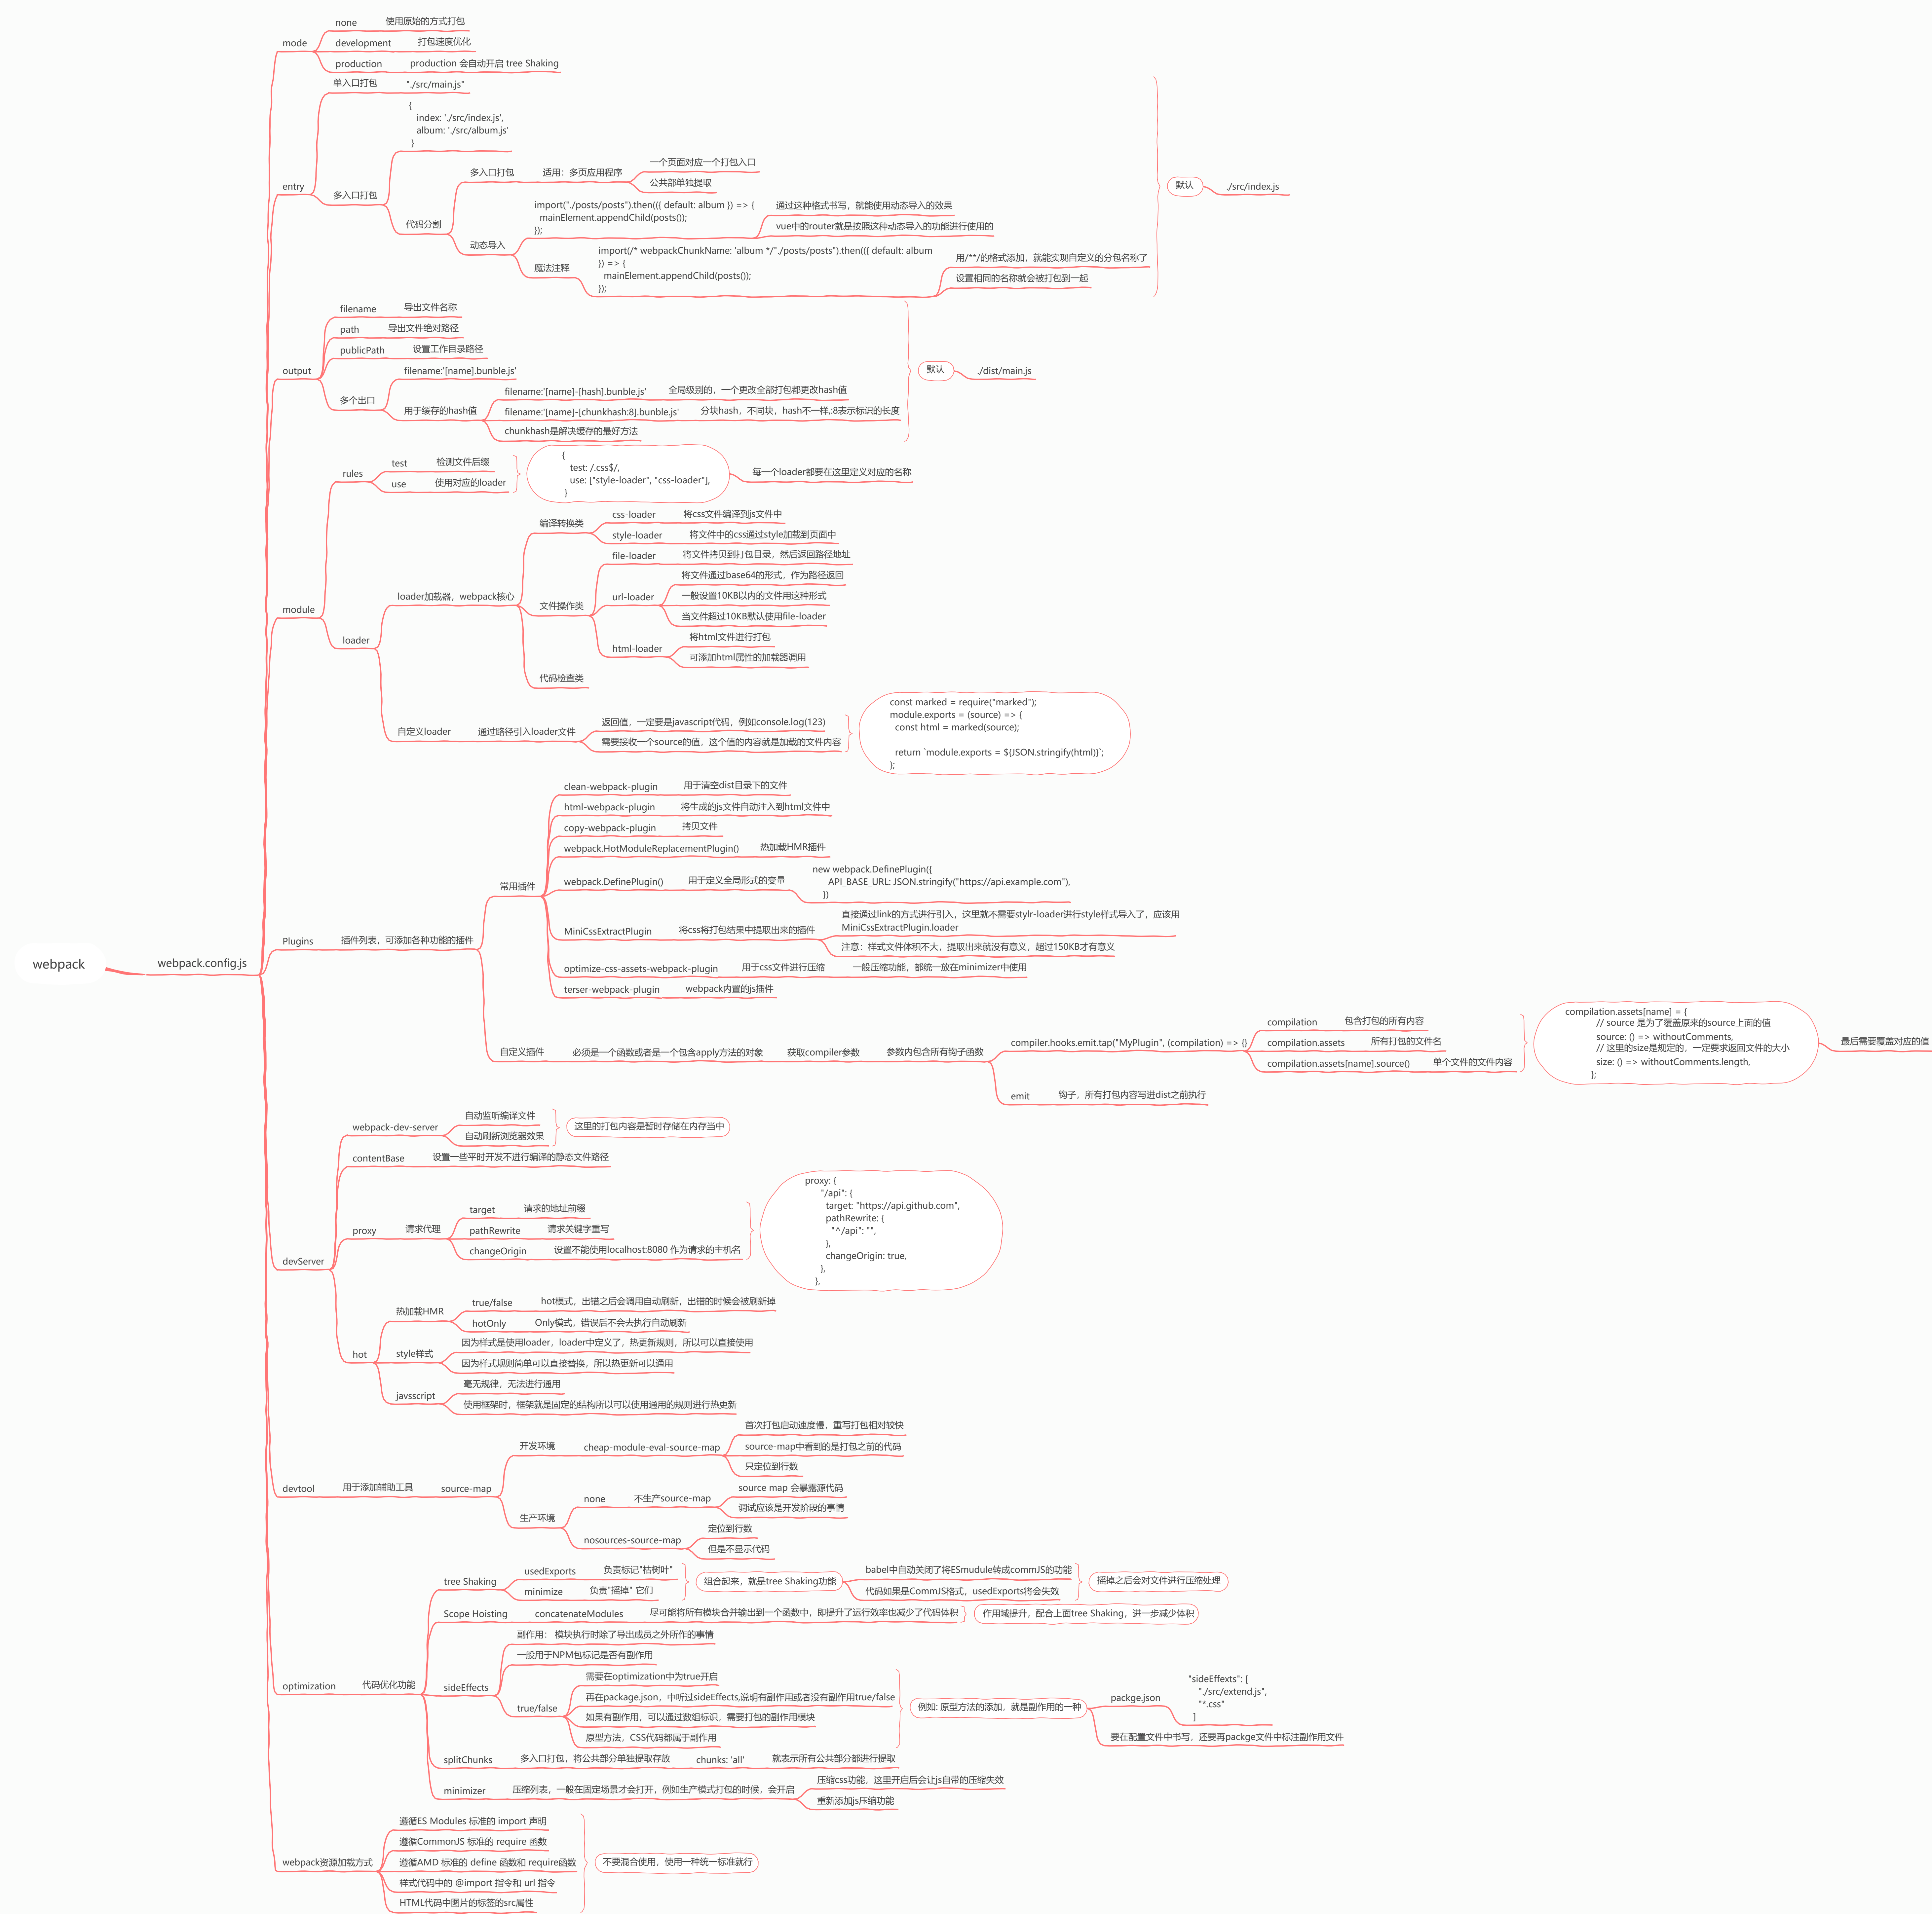 webpack
webpack.config.js
mode
none
使用原始的方式打包
development
打包速度优化
production
production 会自动开启 tree Shaking
entry
单入口打包
"./src/main.js"
多入口打包
{
index: './src/index.js',
album: './src/album.js'
}
代码分割
多入口打包
适用：多页应用程序
一个页面对应一个打包入口
公共部单独提取
动态导入
import("./posts/posts").then(({ default: album }) => {
mainElement.appendChild(posts());
});
通过这种格式书写，就能使用动态导入的效果
vue中的router就是按照这种动态导入的功能进行使用的
魔法注释
import(/* webpackChunkName: 'album */"./posts/posts").then(({ default: album
}) => {
mainElement.appendChild(posts());
});
用/**/的格式添加，就能实现自定义的分包名称了
设置相同的名称就会被打包到一起
默认
./src/index.js
output
filename
导出文件名称
path
导出文件绝对路径
publicPath
设置工作目录路径
多个出口
filename:'[name].bunble.js'
用于缓存的hash值
filename:'[name]-[hash].bunble.js'
全局级别的，一个更改全部打包都更改hash值
filename:'[name]-[chunkhash:8].bunble.js'
分块hash，不同块，hash不一样,:8表示标识的长度
chunkhash是解决缓存的最好方法
默认
./dist/main.js
module
rules
test
检测文件后缀
use
使用对应的loader
{
test: /.css$/,
use: ["style-loader", "css-loader"],
}
每一个loader都要在这里定义对应的名称
loader
loader加载器，webpack核心
编译转换类
css-loader
将css文件编译到js文件中
style-loader
将文件中的css通过style加载到页面中
文件操作类
file-loader
将文件拷贝到打包目录，然后返回路径地址
url-loader
将文件通过base64的形式，作为路径返回
一般设置10KB以内的文件用这种形式
当文件超过10KB默认使用file-loader
html-loader
将html文件进行打包
可添加html属性的加载器调用
代码检查类
自定义loader
通过路径引入loader文件
返回值，一定要是javascript代码，例如console.log(123)
需要接收一个source的值，这个值的内容就是加载的文件内容
const marked = require("marked");
module.exports = (source) => {
const html = marked(source);
return `module.exports = ${JSON.stringify(html)}`;
};
Plugins
插件列表，可添加各种功能的插件
常用插件
clean-webpack-plugin
用于清空dist目录下的文件
html-webpack-plugin
将生成的js文件自动注入到html文件中
copy-webpack-plugin
拷贝文件
webpack.HotModuleReplacementPlugin()
热加载HMR插件
webpack.DefinePlugin()
用于定义全局形式的变量
new webpack.DefinePlugin({
API_BASE_URL: JSON.stringify("https://api.example.com"),
})
MiniCssExtractPlugin
将css将打包结果中提取出来的插件
直接通过link的方式进行引入，这里就不需要stylr-loader进行style样式导入了，应该用
MiniCssExtractPlugin.loader
注意：样式文件体积不大，提取出来就没有意义，超过150KB才有意义
optimize-css-assets-webpack-plugin
用于css文件进行压缩
一般压缩功能，都统一放在minimizer中使用
terser-webpack-plugin
webpack内置的js插件
自定义插件
必须是一个函数或者是一个包含apply方法的对象
获取compiler参数
参数内包含所有钩子函数
compiler.hooks.emit.tap("MyPlugin", (compilation) => {}
compilation
包含打包的所有内容
compilation.assets
所有打包的文件名
compilation.assets[name].source()
单个文件的文件内容
compilation.assets[name] = {
// source 是为了覆盖原来的source上面的值
source: () => withoutComments,
// 这里的size是规定的，一定要求返回文件的大小
size: () => withoutComments.length,
};
最后需要覆盖对应的值
emit
钩子，所有打包内容写进dist之前执行
devServer
webpack-dev-server
自动监听编译文件
自动刷新浏览器效果
这里的打包内容是暂时存储在内存当中
contentBase
设置一些平时开发不进行编译的静态文件路径
proxy
请求代理
target
请求的地址前缀
pathRewrite
请求关键字重写
changeOrigin
设置不能使用localhost:8080 作为请求的主机名
proxy: {
"/api": {
target: "https://api.github.com",
pathRewrite: {
"^/api": "",
},
changeOrigin: true,
},
},
hot
热加载HMR
true/false
hot模式，出错之后会调用自动刷新，出错的时候会被刷新掉
hotOnly
Only模式，错误后不会去执行自动刷新
style样式
因为样式是使用loader，loader中定义了，热更新规则，所以可以直接使用
因为样式规则简单可以直接替换，所以热更新可以通用
javsscript
毫无规律，无法进行通用
使用框架时，框架就是固定的结构所以可以使用通用的规则进行热更新
devtool
用于添加辅助工具
source-map
开发环境
cheap-module-eval-source-map
首次打包启动速度慢，重写打包相对较快
source-map中看到的是打包之前的代码
只定位到行数
生产环境
none
不生产source-map
source map 会暴露源代码
调试应该是开发阶段的事情
nosources-source-map
定位到行数
但是不显示代码
optimization
代码优化功能
tree Shaking
usedExports
负责标记"枯树叶"
minimize
负责"摇掉" 它们
组合起来，就是tree Shaking功能
babel中自动关闭了将ESmudule转成commJS的功能
代码如果是CommJS格式，usedExports将会失效
摇掉之后会对文件进行压缩处理
Scope Hoisting
concatenateModules
尽可能将所有模块合并输出到一个函数中，即提升了运行效率也减少了代码体积
作用域提升，配合上面tree Shaking，进一步减少体积
sideEffects
副作用： 模块执行时除了导出成员之外所作的事情
一般用于NPM包标记是否有副作用
true/false
需要在optimization中为true开启
再在package.json，中听过sideEffects,说明有副作用或者没有副作用true/false
如果有副作用，可以通过数组标识，需要打包的副作用模块
原型方法，CSS代码都属于副作用
例如: 原型方法的添加，就是副作用的一种
packge.json
"sideEffexts": [
"./src/extend.js",
"*.css"
]
要在配置文件中书写，还要再packge文件中标注副作用文件
splitChunks
多入口打包，将公共部分单独提取存放
chunks: 'all'
就表示所有公共部分都进行提取
minimizer
压缩列表，一般在固定场景才会打开，例如生产模式打包的时候，会开启
压缩css功能，这里开启后会让js自带的压缩失效
重新添加js压缩功能
webpack资源加载方式
遵循ES Modules 标准的 import 声明
遵循CommonJS 标准的 require 函数
遵循AMD 标准的 define 函数和 require函数
样式代码中的 @import 指令和 url 指令
HTML代码中图片的标签的src属性
不要混合使用，使用一种统一标准就行